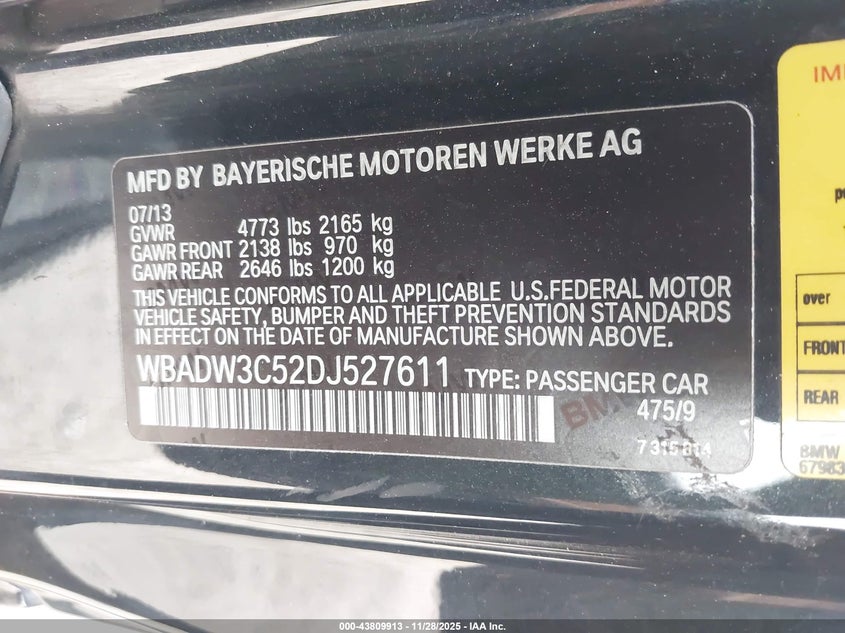 MFD BY BAYERISCHE MOTOREN WERKE AG
07/13
GVWR 4773 lbs 2165 kg
GAWR FRONT 2138 lbs 970 kg
GAWR REAR 2646 lbs 1200 kg
THIS VEHICLE CONFORMS TO ALL APPLICABLE U.S.FEDERAL MOTOR
VEHICLE SAFETY, BUMPER AND THEFT PREVENTION STANDARDS
IN EFFECT ON THE DATE OF MANUFACTURE SHOWN ABOVE.
WBADW3C52DJ527611 TYPE: PASSENGER CAR
475/9
7 315 814
over
FRONT
REAR
BMW
000-43809913 - 11/28/2025 - IAA Inc.